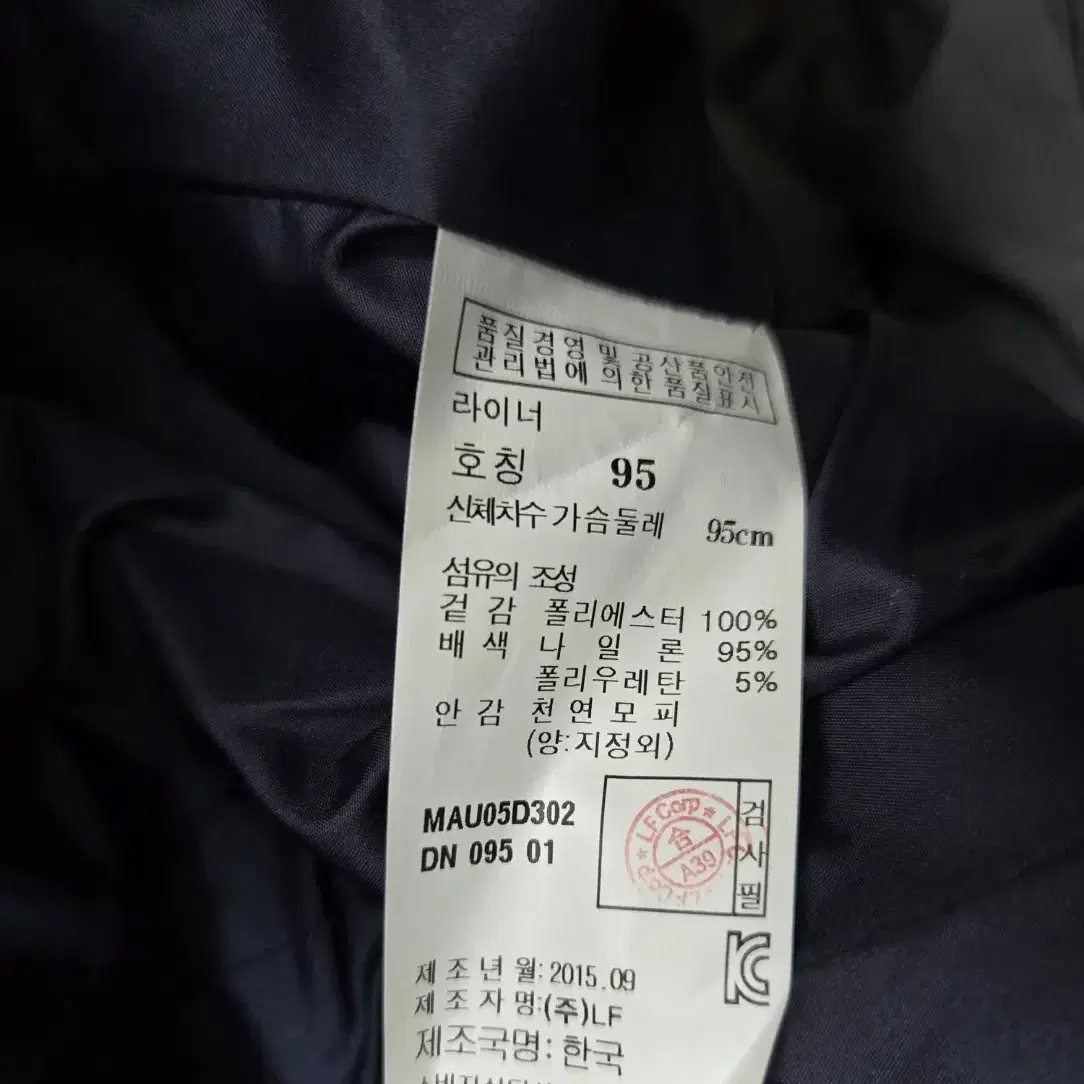 품질경영 및 공산품안전
관리법에 의한 품질표시
라이너
호칭 95
신체치수 가슴둘레 95cm
섬유의 조성
겉감 폴리에스터 100%
배색 나일론 95%
폴리우레탄 5%
안감 천연모피
(양:지정외)
MAU05D302
DN 095 01
LF Corp ★ LF C
合
A39
검사필
제조년월: 2015.09
제조자명:(주)LF
제조국명: 한국